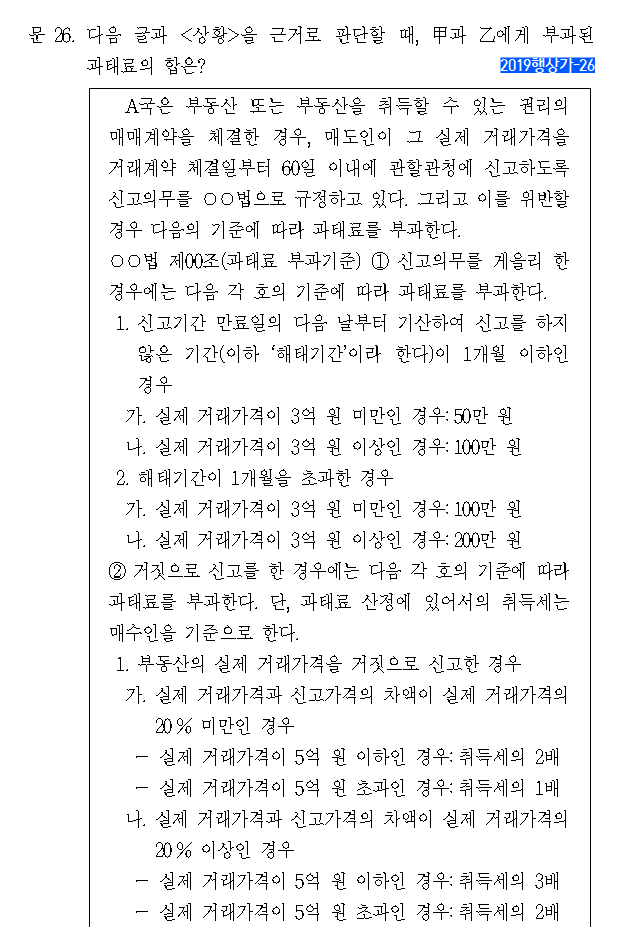 문 26. 다음 글과 <상황>을 근거로 판단할 때, 甲과 乙에게 부과된
과태료의 합은?
2019행상가-26
A국은 부동산 또는 부동산을 취득할 수 있는 권리의
매매계약을 체결한 경우, 매도인이 그 실제 거래가격을
거래계약 체결일부터 60일 이내에 관할관청에 신고하도록
신고의무를 ○○법으로 규정하고 있다. 그리고 이를 위반할
경우 다음의 기준에 따라 과태료를 부과한다.
○○법 제00조(과태료 부과기준) ① 신고의무를 게을리 한
경우에는 다음 각 호의 기준에 따라 과태료를 부과한다.
1. 신고기간 만료일의 다음 날부터 기산하여 신고를 하지
않은 기간(이하 ‘해태기간’이라 한다)이 1개월 이하인
경우
가. 실제 거래가격이 3억 원 미만인 경우: 50만 원
나. 실제 거래가격이 3억 원 이상인 경우: 100만 원
2. 해태기간이 1개월을 초과한 경우
가. 실제 거래가격이 3억 원 미만인 경우: 100만 원
나. 실제 거래가격이 3억 원 이상인 경우: 200만 원
② 거짓으로 신고를 한 경우에는 다음 각 호의 기준에 따라
과태료를 부과한다. 단, 과태료 산정에 있어서의 취득세는
매수인을 기준으로 한다.
1. 부동산의 실제 거래가격을 거짓으로 신고한 경우
가. 실제 거래가격과 신고가격의 차액이 실제 거래가격의
20% 미만인 경우
- 실제 거래가격이 5억 원 이하인 경우: 취득세의 2배
- 실제 거래가격이 5억 원 초과인 경우: 취득세의 1배
나. 실제 거래가격과 신고가격의 차액이 실제 거래가격의
20% 이상인 경우
- 실제 거래가격이 5억 원 이하인 경우: 취득세의 3배
- 실제 거래가격이 5억 원 초과인 경우: 취득세의 2배